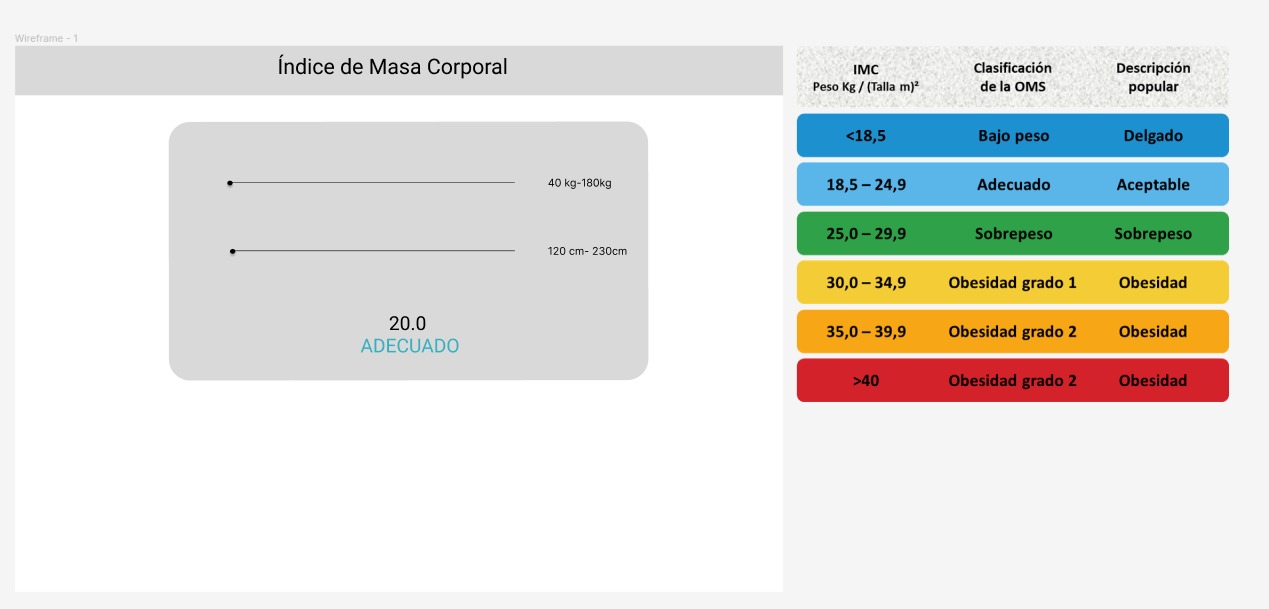 Wireframe - 1
Índice de Masa Corporal
40 kg-180kg
120 cm- 230cm
20.0
ADECUADO
IMC Clasificación Descripción
Peso Kg / (Talla m)² de la OMS popular
<18,5 Bajo peso Delgado
18,5 – 24,9 Adecuado Aceptable
25,0 – 29,9 Sobrepeso Sobrepeso
30,0 – 34,9 Obesidad grado 1 Obesidad
35,0 – 39,9 Obesidad grado 2 Obesidad
>40 Obesidad grado 2 Obesidad